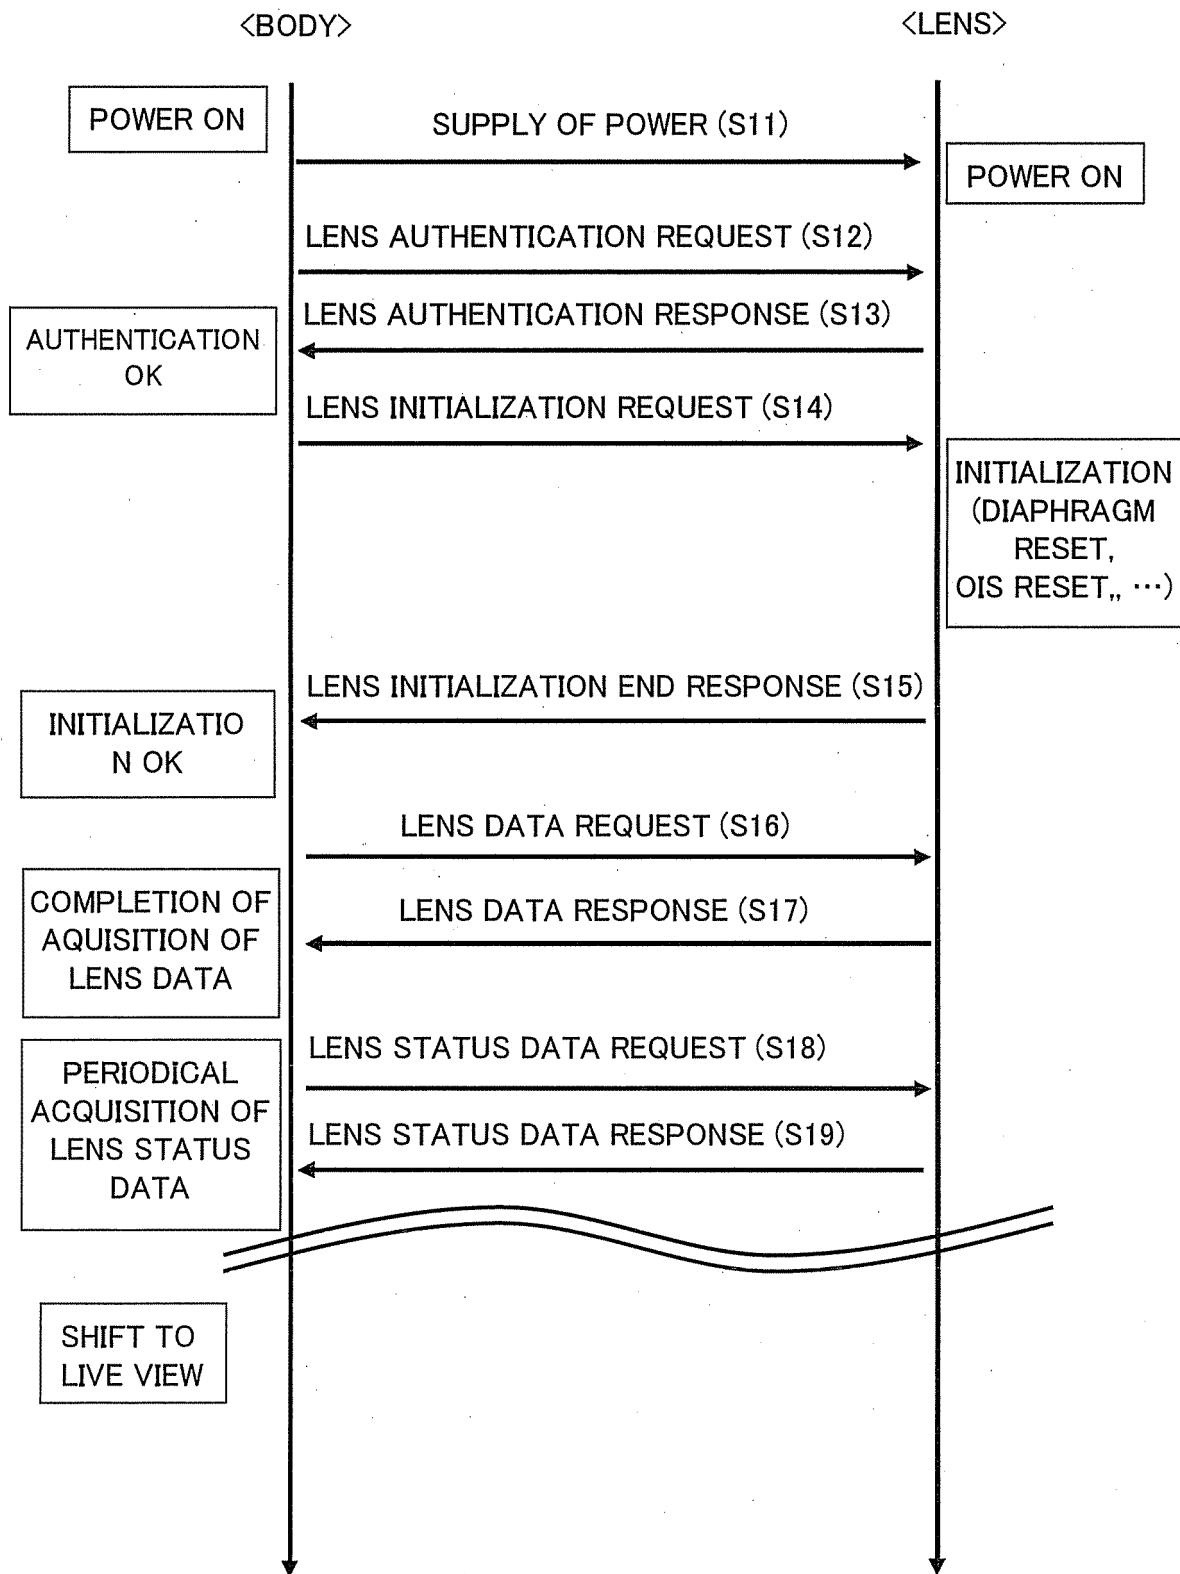 <BODY>
<LENS>
POWER ON
SUPPLY OF POWER (S11)
POWER ON
LENS AUTHENTICATION REQUEST (S12)
LENS AUTHENTICATION RESPONSE (S13)
AUTHENTICATION
OK
LENS INITIALIZATION REQUEST (S14)
INITIALIZATION
(DIAPHRAGM
RESET,
OIS RESET,, ···)
LENS INITIALIZATION END RESPONSE (S15)
INITIALIZATIO
N OK
LENS DATA REQUEST (S16)
LENS DATA RESPONSE (S17)
COMPLETION OF
AQUISITION OF
LENS DATA
LENS STATUS DATA REQUEST (S18)
PERIODICAL
ACQUISITION OF
LENS STATUS
DATA
LENS STATUS DATA RESPONSE (S19)
SHIFT TO
LIVE VIEW